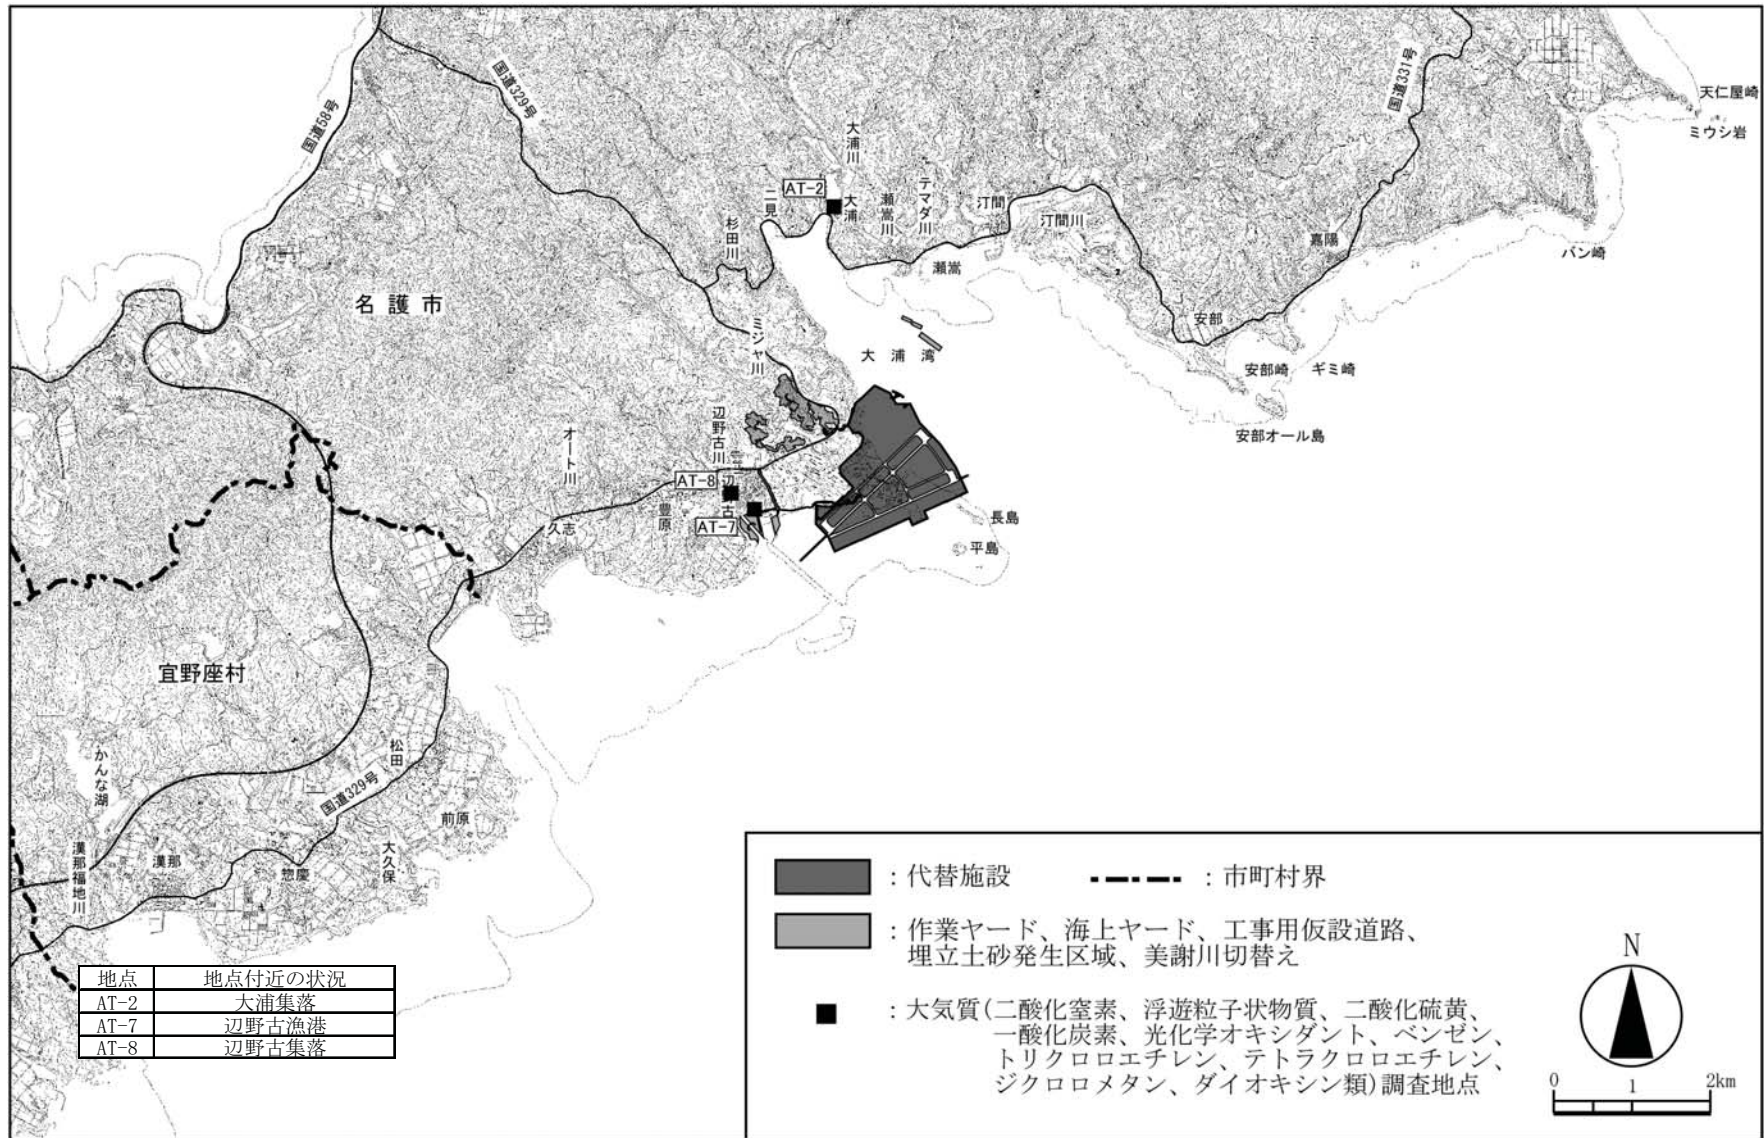 国道58号
国道329号
国道331号
天仁屋崎
ミウシ岩
バン崎
大浦川
AT-2
大浦
二見
杉田川
瀬嵩川
テマダ川
汀間
汀間川
瀬嵩
嘉陽
安部
安部崎
ギミ崎
安部オール島
名護市
ミジャ川
大浦湾
辺野古川
オート川
AT-8
辺野古
AT-7
豊原
久志
長島
平島
宜野座村
かんな湖
松田
国道329号
前原
大久保
惣慶
漢那
漢那福地川
地点 地点付近の状況
AT-2 大浦集落
AT-7 辺野古漁港
AT-8 辺野古集落
：代替施設 ：市町村界
：作業ヤード、海上ヤード、工事用仮設道路、
埋立土砂発生区域、美謝川切替え
：大気質(二酸化窒素、浮遊粒子状物質、二酸化硫黄、
一酸化炭素、光化学オキシダント、ベンゼン、
トリクロロエチレン、テトラクロロエチレン、
ジクロロメタン、ダイオキシン類)調査地点
N
0 1 2km